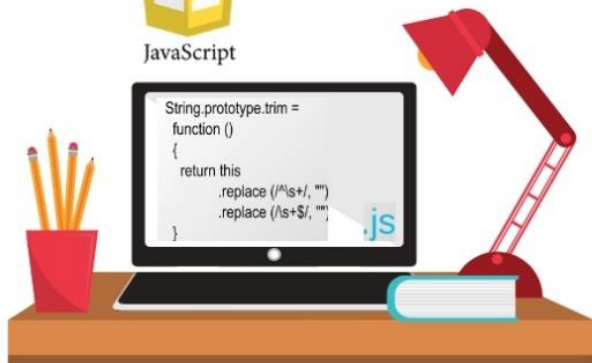 JavaScript
String.prototype.trim =
function ()
{
return this
.replace (/^\s+/, "")
.replace (/\s+$/, "")
}
.js